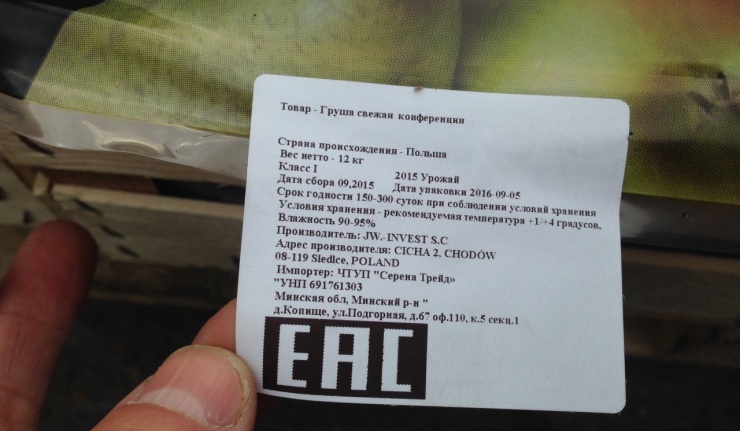 Товар - Груша свежая конференция
Страна происхождения - Польша
Вес нетто - 12 кг
Класс I 2015 Урожай
Дата сбора 09,2015 Дата упаковки 2016-09-05
Срок годности 150-300 суток при соблюдении условий хранения
Условия хранения - рекомендуемая температура +1/+4 градусов,
Влажность 90-95%
Производитель: JW.-INVEST S.C
Адрес производителя: CICHA 2, CHODÓW
08-119 Siedlce, POLAND
Импортер: ЧТУП "Серена Трейд»
"УНП 691761303
Минская обл, Минский р-н "
д.Копище, ул.Подгорная, д.67 оф.110, к.5 секц.1
EAC